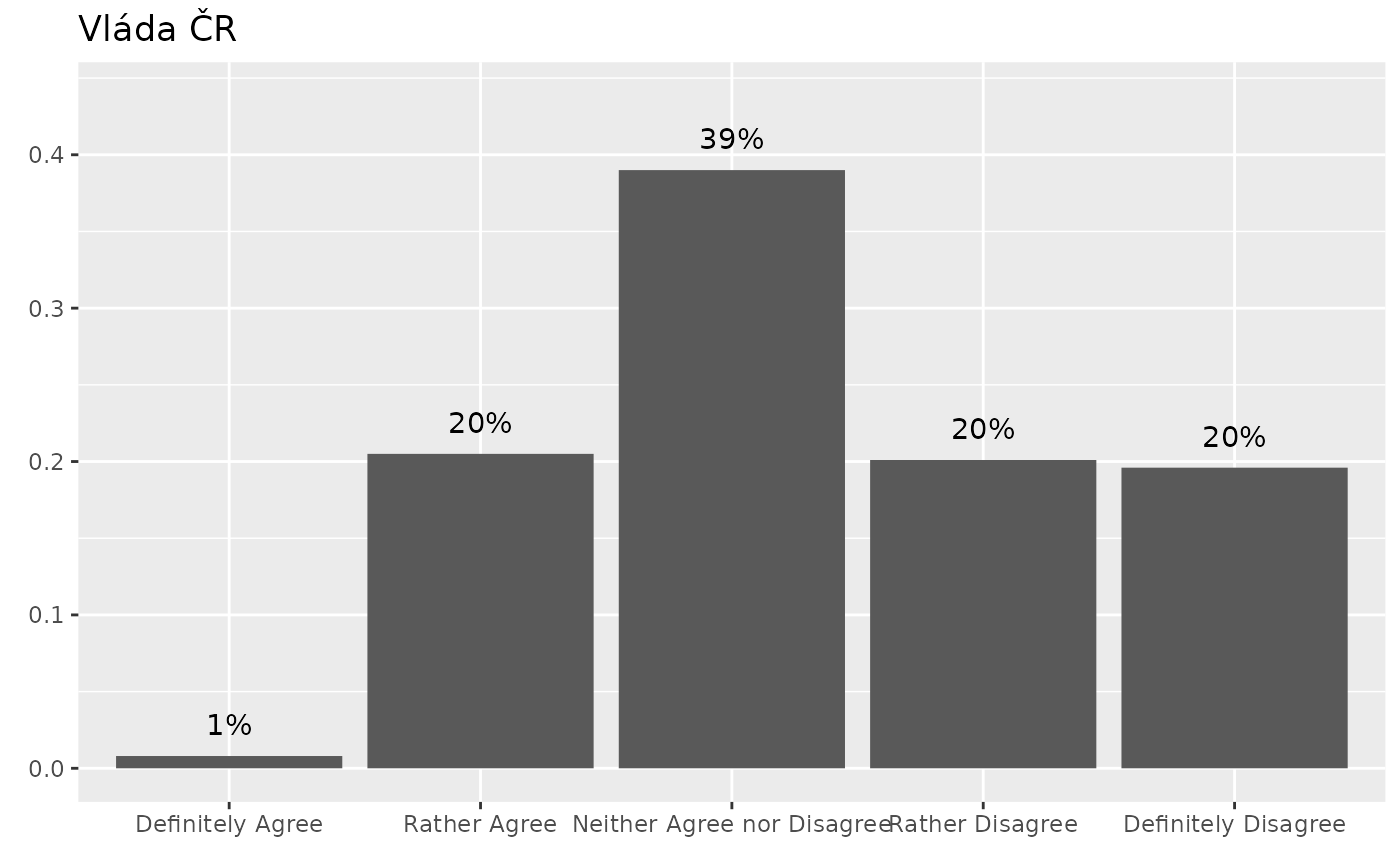 Vláda ČR
0.4
0.3
0.2
0.1
0.0
1%
20%
39%
20%
20%
Definitely Agree
Rather Agree
Neither Agree nor Disagree
Rather Disagree
Definitely Disagree